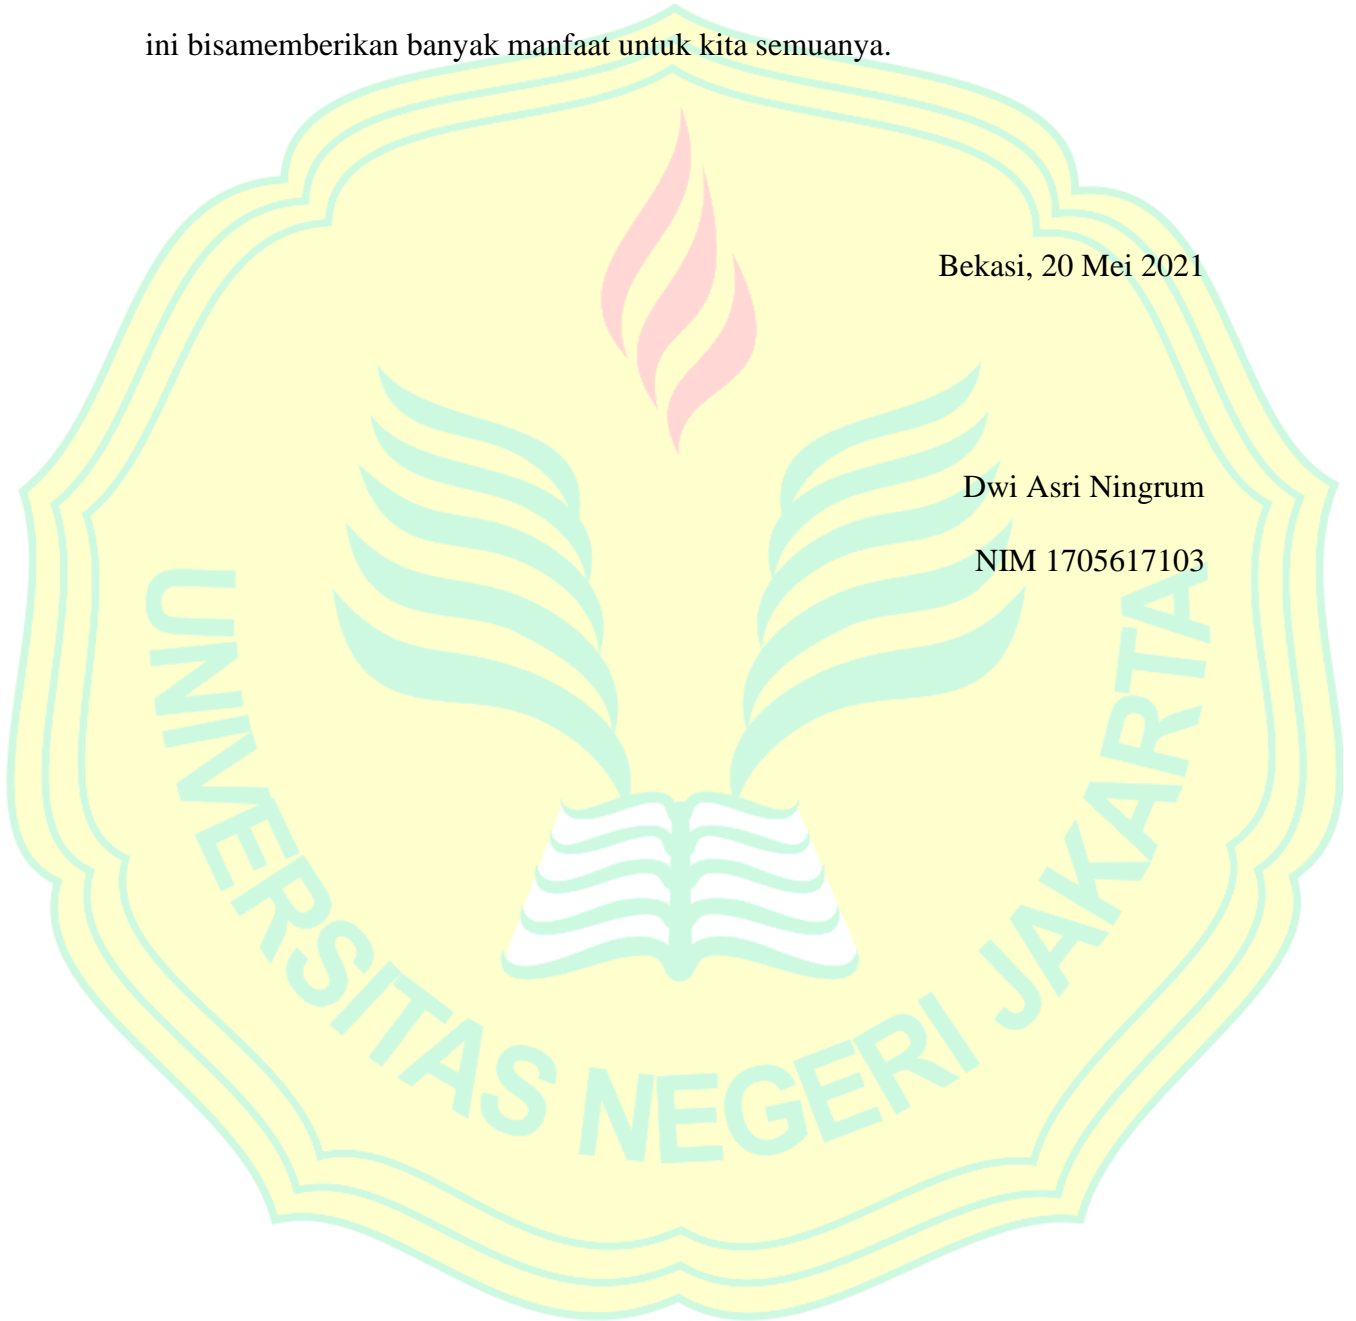 ini bisamemberikan banyak manfaat untuk kita semuanya.
Bekasi, 20 Mei 2021
Dwi Asri Ningrum
NIM 1705617103
UNIVERSITAS NEGERI JAKARTA